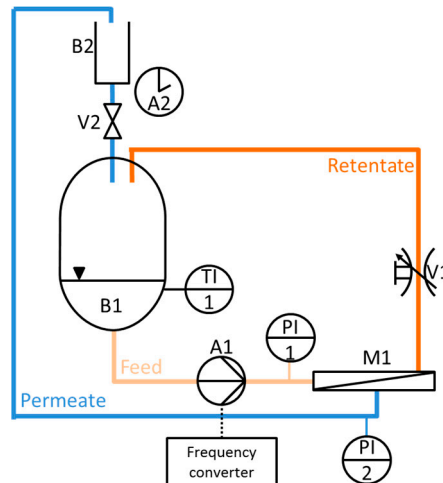 B2
A2
V2
Retentate
TI
1
V1
B1
PI
1
A1
M1
Feed
Permeate
PI
2
Frequency
converter